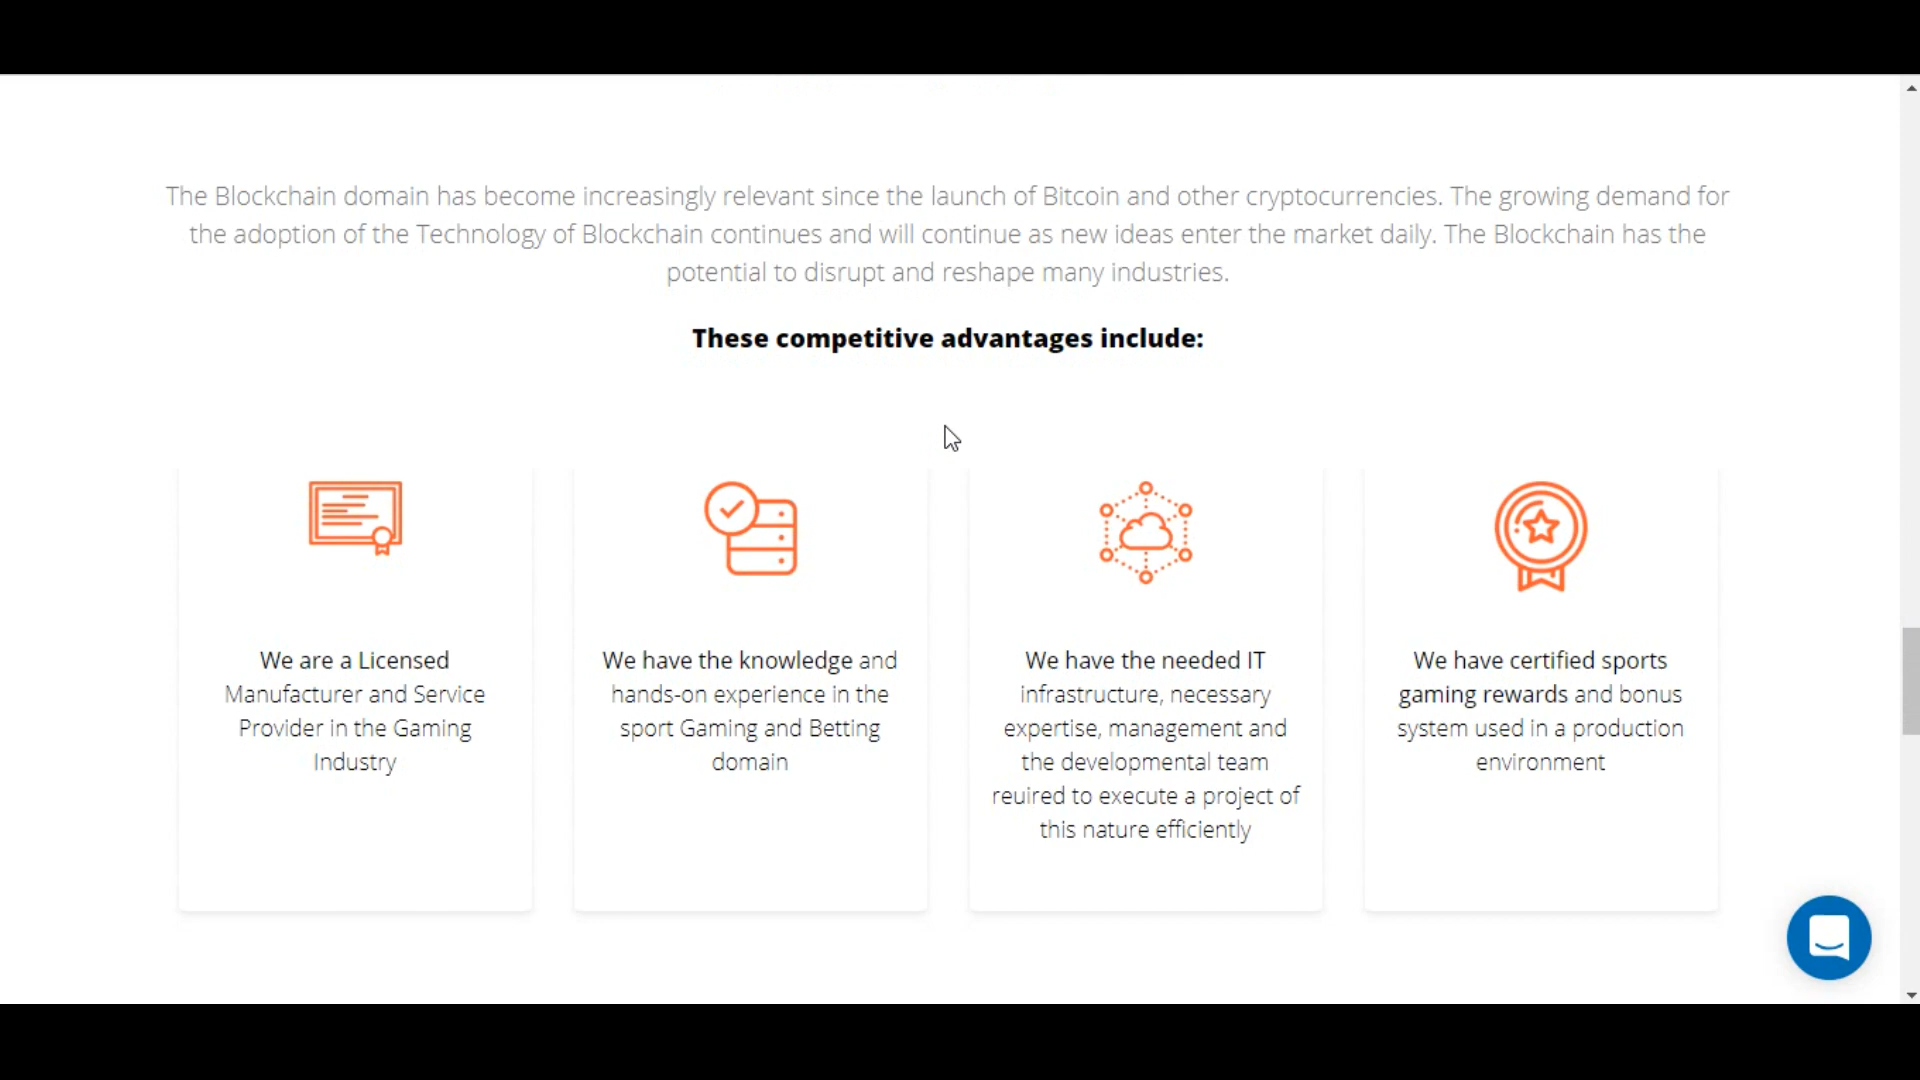 The Blockchain domain has become increasingly relevant since the launch of Bitcoin and other cryptocurrencies. The growing demand for
the adoption of the Technology of Blockchain continues and will continue as new ideas enter the market daily. The Blockchain has the
potential to disrupt and reshape many industries.
These competitive advantages include:
We are a Licensed
Manufacturer and Service
Provider in the Gaming
Industry
We have the knowledge and
hands-on experience in the
sport Gaming and Betting
domain
We have the needed IT
infrastructure, necessary
expertise, management and
the developmental team
reuired to execute a project of
this nature efficiently
We have certified sports
gaming rewards and bonus
system used in a production
environment